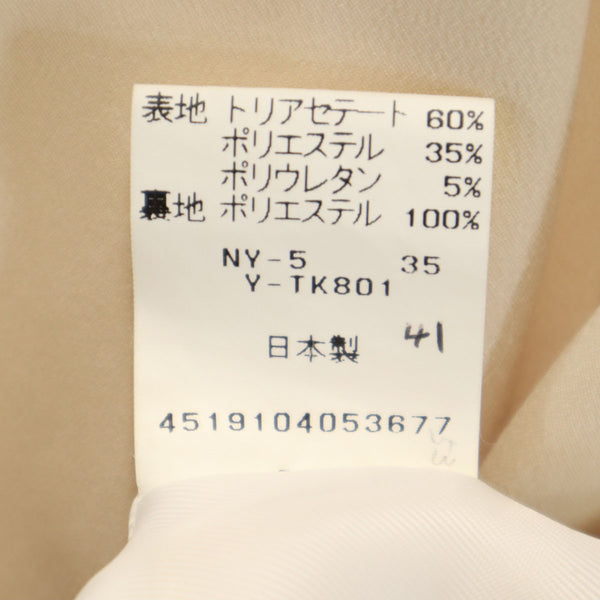 表地 トリアセテート 60%
ポリエステル 35%
ポリウレタン 5%
裏地 ポリエステル 100%
NY-5 35
Y-TK801
日本製 41
4519104053677